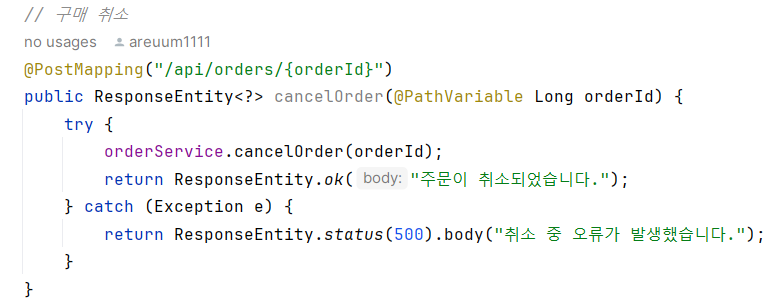 // 구매 취소
no usages areuum1111
@PostMapping("/api/orders/{orderId}")
public ResponseEntity<?> cancelOrder(@PathVariable Long orderId) {
    try {
        orderService.cancelOrder(orderId);
        return ResponseEntity.ok( body: "주문이 취소되었습니다.");
    } catch (Exception e) {
        return ResponseEntity.status(500).body("취소 중 오류가 발생했습니다.");
    }
}